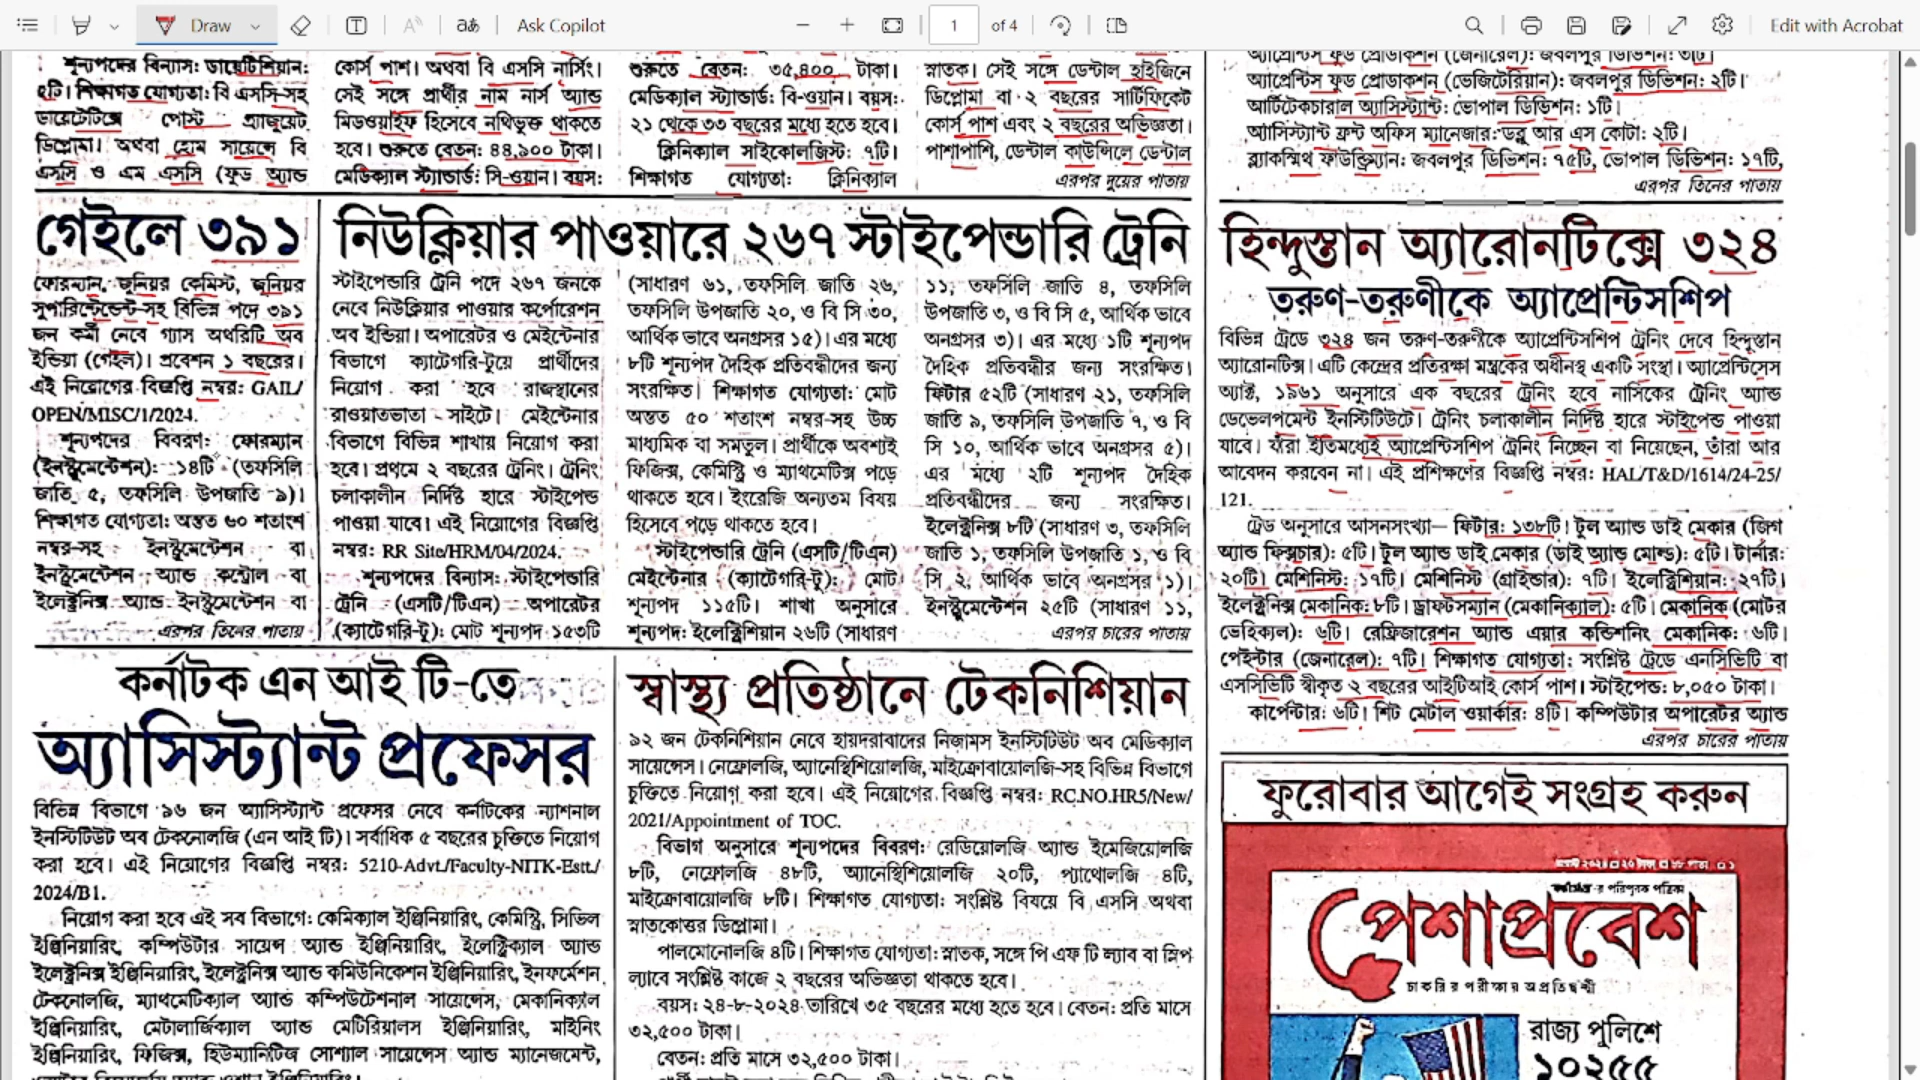 Draw
Ask Copilot
1 of 4
Edit with Acrobat
শূন্যপদের বিন্যাস: ডায়েটিশিয়ান:
৫টি। শিক্ষাগত যোগ্যতা: বি এসসি-সহ
ডায়েটেটিক্সে পোস্ট গ্র্যাজুয়েট
ডিপ্লোমা। অথবা হোম সায়েন্সে বি
এসসি ও এম এসসি (ফুড অ্যান্ড
কোর্স পাশ। অথবা বি এসসি নার্সিং।
সেই সঙ্গে প্রার্থীর নাম নার্স অ্যান্ড
মিডওয়াইফ হিসেবে নথিভুক্ত থাকতে
হবে। শুরুতে বেতন: ৪৪,৯০০ টাকা।
মেডিক্যাল স্ট্যান্ডার্ড: সি-ওয়ান। বয়স:
শুরুতে বেতন: ৩৫,৪০০ টাকা।
মেডিক্যাল স্ট্যান্ডার্ড: বি-ওয়ান। বয়স:
২১ থেকে ৩৩ বছরের মধ্যে হতে হবে।
ক্লিনিক্যাল সাইকোলজিস্ট: ৭টি।
শিক্ষাগত যোগ্যতা: ক্লিনিক্যাল
স্নাতক। সেই সঙ্গে ডেন্টাল হাইজিনে
ডিপ্লোমা বা ২ বছরের সার্টিফিকেট
কোর্স পাশ এবং ২ বছরের অভিজ্ঞতা।
পাশাপাশি, ডেন্টাল কাউন্সিলে ডেন্টাল
এরপর দুয়ের পাতায়
অ্যাপ্রেন্টিস ফুড প্রোডাকশন (জেনারেল): জবলপুর ডিভিশন: ৩টি।
অ্যাপ্রেন্টিস ফুড প্রোডাকশন (ভেজিটেরিয়ান): জবলপুর ডিভিশন: ২টি।
আর্টিটেকচারাল অ্যাসিস্ট্যান্ট: ভোপাল ডিভিশন: ১টি।
অ্যাসিস্ট্যান্ট ফ্রন্ট অফিস ম্যানেজার: ডব্লু আর এস কোটা: ২টি।
ব্ল্যাকস্মিথ ফাউন্ড্রিম্যান: জবলপুর ডিভিশন: ৭৫টি, ভোপাল ডিভিশন: ১৭টি,
এরপর তিনের পাতায়
গেইলে ৩৯১
ফোরম্যান, জুনিয়র কেমিস্ট, জুনিয়র
সুপারিন্টেন্ডেন্ট-সহ বিভিন্ন পদে ৩৯১
জন কর্মী নেবে গ্যাস অথরিটি অব
ইন্ডিয়া (গেইল)। প্রবেশন ১ বছরের।
এই নিয়োগের বিজ্ঞপ্তি নম্বর: GAIL/
OPEN/MISC/1/2024.
শূন্যপদের বিবরণ: ফোরম্যান
(ইনস্ট্রুমেন্টেশন): ১৪টি (তফসিলি
জাতি ৫, তফসিলি উপজাতি ৯)।
শিক্ষাগত যোগ্যতা: অন্তত ৬০ শতাংশ
নম্বর-সহ ইনস্ট্রুমেন্টেশন বা
ইনস্ট্রুমেন্টেশন অ্যান্ড কন্ট্রোল বা
ইলেক্ট্রনিক্স অ্যান্ড ইনস্ট্রুমেন্টেশন বা
এরপর তিনের পাতায়
নিউক্লিয়ার পাওয়ারে ২৬৭ স্টাইপেন্ডারি ট্রেনি
স্টাইপেন্ডারি ট্রেনি পদে ২৬৭ জনকে
নেবে নিউক্লিয়ার পাওয়ার কর্পোরেশন
অব ইন্ডিয়া। অপারেটর ও মেইন্টেনার
বিভাগে ক্যাটেগরি-টুয়ে প্রার্থীদের
নিয়োগ করা হবে রাজস্থানের
রাওয়াতভাতা সাইটে। মেইন্টেনার
বিভাগে বিভিন্ন শাখায় নিয়োগ করা
হবে। প্রথমে ২ বছরের ট্রেনিং। ট্রেনিং
চলাকালীন নির্দিষ্ট হারে স্টাইপেন্ড
পাওয়া যাবে। এই নিয়োগের বিজ্ঞপ্তি
নম্বর: RR Site/HRM/04/2024.
শূন্যপদের বিন্যাস: স্টাইপেন্ডারি
ট্রেনি (এসটি/টিএন) অপারেটর
(ক্যাটেগরি-টু): মোট শূন্যপদ ১৫৩টি
(সাধারণ ৬১, তফসিলি জাতি ২৬,
তফসিলি উপজাতি ২০, ও বি সি ৩০,
আর্থিক ভাবে অনগ্রসর ১৫)। এর মধ্যে
৮টি শূন্যপদ দৈহিক প্রতিবন্ধীদের জন্য
সংরক্ষিত। শিক্ষাগত যোগ্যতা: মোট
অন্তত ৫০ শতাংশ নম্বর-সহ উচ্চ
মাধ্যমিক বা সমতুল। প্রার্থীকে অবশ্যই
ফিজিক্স, কেমিস্ট্রি ও ম্যাথমেটিক্স পড়ে
থাকতে হবে। ইংরেজি অন্যতম বিষয়
হিসেবে পড়ে থাকতে হবে।
স্টাইপেন্ডারি ট্রেনি (এসটি/টিএন)
মেইন্টেনার (ক্যাটেগরি-টু): মোট
শূন্যপদ ১১৫টি। শাখা অনুসারে
শূন্যপদ: ইলেক্ট্রিশিয়ান ২৬টি (সাধারণ
১১, তফসিলি জাতি ৪, তফসিলি
উপজাতি ৩, ও বি সি ৫, আর্থিক ভাবে
অনগ্রসর ৩)। এর মধ্যে ১টি শূন্যপদ
দৈহিক প্রতিবন্ধীর জন্য সংরক্ষিত।
ফিটার ৫২টি (সাধারণ ২১, তফসিলি
জাতি ৯, তফসিলি উপজাতি ৭, ও বি
সি ১০, আর্থিক ভাবে অনগ্রসর ৫)।
এর মধ্যে ২টি শূন্যপদ দৈহিক
প্রতিবন্ধীদের জন্য সংরক্ষিত।
ইলেক্ট্রনিক্স ৮টি (সাধারণ ৩, তফসিলি
জাতি ১, তফসিলি উপজাতি ১, ও বি
সি ২, আর্থিক ভাবে অনগ্রসর ১)।
ইনস্ট্রুমেন্টেশন ২৫টি (সাধারণ ১১,
এরপর চারের পাতায়
হিন্দুস্তান অ্যারোনটিক্সে ৩২৪
তরুণ-তরুণীকে অ্যাপ্রেন্টিসশিপ
বিভিন্ন ট্রেডে ৩২৪ জন তরুণ-তরুণীকে অ্যাপ্রেন্টিসশিপ ট্রেনিং দেবে হিন্দুস্তান
অ্যারোনটিক্স। এটি কেন্দ্রের প্রতিরক্ষা মন্ত্রকের অধীনস্থ একটি সংস্থা। অ্যাপ্রেন্টিসেস
অ্যাক্ট, ১৯৬১ অনুসারে এক বছরের ট্রেনিং হবে নাসিকের ট্রেনিং অ্যান্ড
ডেভেলপমেন্ট ইনস্টিটিউটে। ট্রেনিং চলাকালীন নির্দিষ্ট হারে স্টাইপেন্ড পাওয়া
যাবে। যাঁরা ইতিমধ্যেই অ্যাপ্রেন্টিসশিপ ট্রেনিং নিচ্ছেন বা নিয়েছেন, তাঁরা আর
আবেদন করবেন না। এই প্রশিক্ষণের বিজ্ঞপ্তি নম্বর: HAL/T&D/1614/24-25/
121.
ট্রেড অনুসারে আসনসংখ্যা— ফিটার: ১৩৮টি। টুল অ্যান্ড ডাই মেকার (জিগ
অ্যান্ড ফিক্সচার): ৫টি। টুল অ্যান্ড ডাই মেকার (ডাই অ্যান্ড মোল্ড): ৫টি। টার্নার:
২০টি। মেশিনিস্ট: ১৭টি। মেশিনিস্ট (গ্রাইন্ডার): ৭টি। ইলেক্ট্রিশিয়ান: ২৭টি।
ইলেক্ট্রনিক্স মেকানিক: ৮টি। ড্রাফটসম্যান (মেকানিক্যাল): ৫টি। মেকানিক (মোটর
ভেহিক্যল): ৬টি। রেফ্রিজারেশন অ্যান্ড এয়ার কন্ডিশনিং মেকানিক: ৬টি।
পেইন্টার (জেনারেল): ৭টি। শিক্ষাগত যোগ্যতা: সংশ্লিষ্ট ট্রেডে এনসিভিটি বা
এসসিভিটি স্বীকৃত ২ বছরের আইটিআই কোর্স পাশ। স্টাইপেন্ড: ৮,০৫০ টাকা।
কার্পেন্টার: ৬টি। শিট মেটাল ওয়ার্কার: ৪টি। কম্পিউটার অপারেটর অ্যান্ড
এরপর চারের পাতায়
কর্নাটক এন আই টি-তে
অ্যাসিস্ট্যান্ট প্রফেসর
বিভিন্ন বিভাগে ৯৬ জন অ্যাসিস্ট্যান্ট প্রফেসর নেবে কর্নাটকের ন্যাশনাল
ইনস্টিটিউট অব টেকনোলজি (এন আই টি)। সর্বাধিক ৫ বছরের চুক্তিতে নিয়োগ
করা হবে। এই নিয়োগের বিজ্ঞপ্তি নম্বর: 5210-Advt./Faculty-NITK-Estt./
2024/B1.
নিয়োগ করা হবে এই সব বিভাগে: কেমিক্যাল ইঞ্জিনিয়ারিং, কেমিস্ট্রি, সিভিল
ইঞ্জিনিয়ারিং, কম্পিউটার সায়েন্স অ্যান্ড ইঞ্জিনিয়ারিং, ইলেক্ট্রিক্যাল অ্যান্ড
ইলেক্ট্রনিক্স ইঞ্জিনিয়ারিং, ইলেক্ট্রনিক্স অ্যান্ড কমিউনিকেশন ইঞ্জিনিয়ারিং, ইনফর্মেশন
টেকনোলজি, ম্যাথমেটিক্যাল অ্যান্ড কম্পিউটেশনাল সায়েন্সেস, মেকানিক্যাল
ইঞ্জিনিয়ারিং, মেটালার্জিক্যাল অ্যান্ড মেটিরিয়ালস ইঞ্জিনিয়ারিং, মাইনিং
ইঞ্জিনিয়ারিং, ফিজিক্স, হিউম্যানিটিজ সোশ্যাল সায়েন্সেস অ্যান্ড ম্যানেজমেন্ট,
স্বাস্থ্য প্রতিষ্ঠানে টেকনিশিয়ান
৯২ জন টেকনিশিয়ান নেবে হায়দরাবাদের নিজামস ইনস্টিটিউট অব মেডিক্যাল
সায়েন্সেস। নেফ্রোলজি, অ্যানেস্থিশিয়োলজি, মাইক্রোবায়োলজি-সহ বিভিন্ন বিভাগে
চুক্তিতে নিয়োগ করা হবে। এই নিয়োগের বিজ্ঞপ্তি নম্বর: RC.NO.HR5/New/
2021/Appointment of TOC.
বিভাগ অনুসারে শূন্যপদের বিবরণ: রেডিয়োলজি অ্যান্ড ইমেজিয়োলজি
৮টি, নেফ্রোলজি ৪৮টি, অ্যানেস্থিশিয়োলজি ২০টি, প্যাথোলজি ৪টি,
মাইক্রোবায়োলজি ৮টি। শিক্ষাগত যোগ্যতা: সংশ্লিষ্ট বিষয়ে বি এসসি অথবা
স্নাতকোত্তর ডিপ্লোমা।
পালমোনোলজি ৪টি। শিক্ষাগত যোগ্যতা: স্নাতক, সঙ্গে পি এফ টি ল্যাব বা স্লিপ
ল্যাবে সংশ্লিষ্ট কাজে ২ বছরের অভিজ্ঞতা থাকতে হবে।
বয়স: ২৪-৮-২০২৪ তারিখে ৩৫ বছরের মধ্যে হতে হবে। বেতন: প্রতি মাসে
৩২,৫০০ টাকা।
বেতন: প্রতি মাসে ৩২,৫০০ টাকা।
ফুরোবার আগেই সংগ্রহ করুন
পেশাপ্রবেশ
চাকরির পরীক্ষার অপ্রতিদ্বন্দ্বী
রাজ্য পুলিশে
১০২৫৫